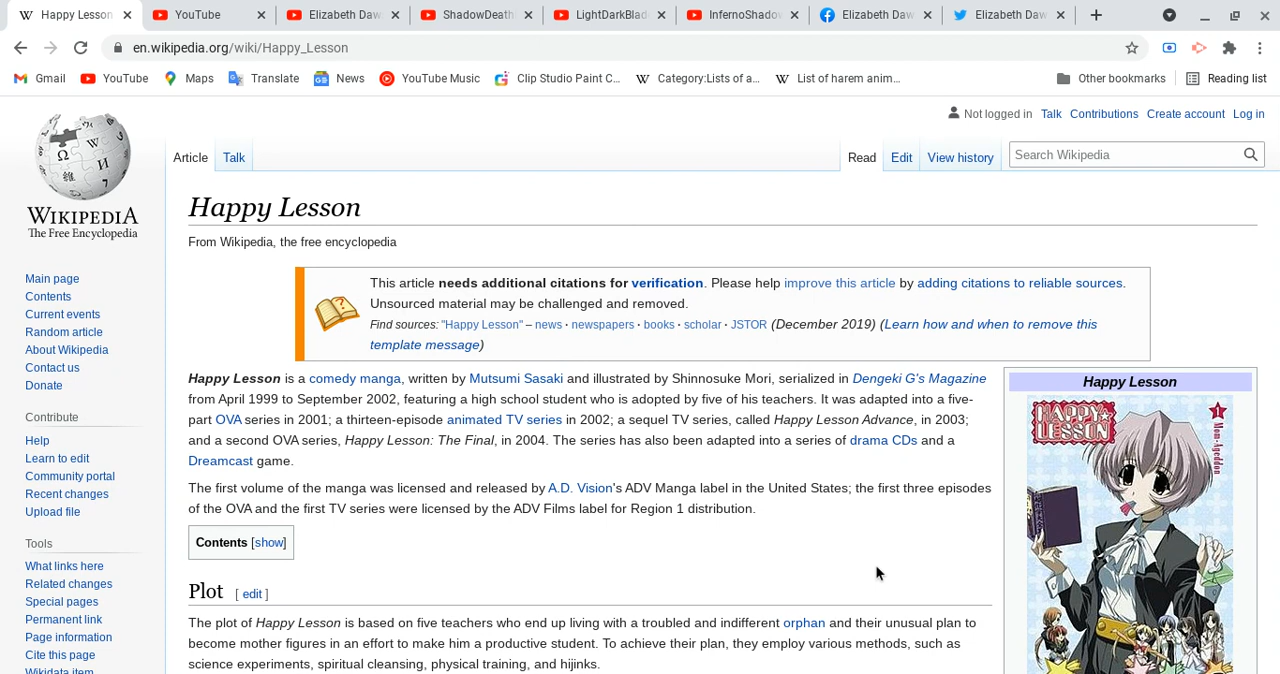 Happy Lesson
YouTube
Elizabeth Daw
ShadowDeath
LightDarkBlad
InfernoShadow
Elizabeth Daw
Elizabeth Daw
en.wikipedia.org/wiki/Happy_Lesson
Gmail YouTube Maps Translate News YouTube Music Clip Studio Paint C... Category:Lists of a... List of harem anim... Other bookmarks Reading list
Not logged in Talk Contributions Create account Log in
Article Talk Read Edit View history Search Wikipedia
WIKIPEDIA
The Free Encyclopedia
Main page
Contents
Current events
Random article
About Wikipedia
Contact us
Donate
Contribute
Help
Learn to edit
Community portal
Recent changes
Upload file
Tools
What links here
Related changes
Special pages
Permanent link
Page information
Cite this page
Wikidata item
Happy Lesson
From Wikipedia, the free encyclopedia
This article needs additional citations for verification. Please help improve this article by adding citations to reliable sources.
Unsourced material may be challenged and removed.
Find sources: "Happy Lesson" – news · newspapers · books · scholar · JSTOR (December 2019) (Learn how and when to remove this
template message)
Happy Lesson is a comedy manga, written by Mutsumi Sasaki and illustrated by Shinnosuke Mori, serialized in Dengeki G's Magazine
from April 1999 to September 2002, featuring a high school student who is adopted by five of his teachers. It was adapted into a five-
part OVA series in 2001; a thirteen-episode animated TV series in 2002; a sequel TV series, called Happy Lesson Advance, in 2003;
and a second OVA series, Happy Lesson: The Final, in 2004. The series has also been adapted into a series of drama CDs and a
Dreamcast game.
The first volume of the manga was licensed and released by A.D. Vision's ADV Manga label in the United States; the first three episodes
of the OVA and the first TV series were licensed by the ADV Films label for Region 1 distribution.
Contents [show]
Plot [ edit ]
The plot of Happy Lesson is based on five teachers who end up living with a troubled and indifferent orphan and their unusual plan to
become mother figures in an effort to make him a productive student. To achieve their plan, they employ various methods, such as
science experiments, spiritual cleansing, physical training, and hijinks.
Happy Lesson
HAPPY
LESSON
1
Mom-Ageddon